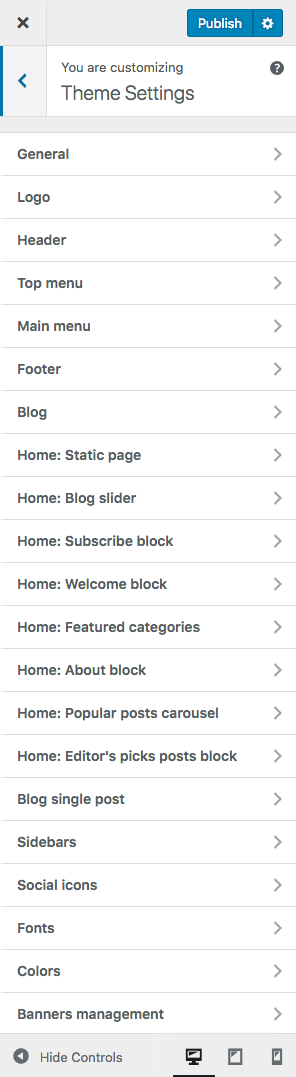 Publish
You are customizing
Theme Settings
General
Logo
Header
Top menu
Main menu
Footer
Blog
Home: Static page
Home: Blog slider
Home: Subscribe block
Home: Welcome block
Home: Featured categories
Home: About block
Home: Popular posts carousel
Home: Editor's picks posts block
Blog single post
Sidebars
Social icons
Fonts
Colors
Banners management
Hide Controls